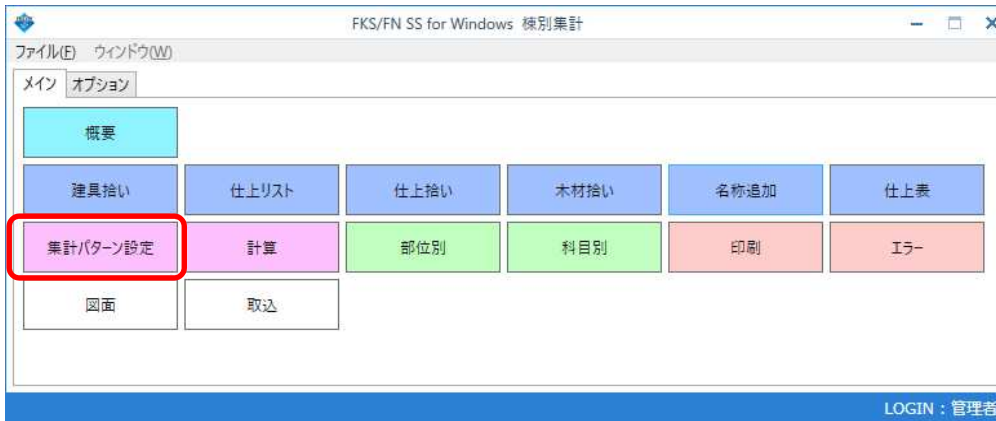 FKS/FN SS for Windows 棟別集計
ファイル(F) ウィンドウ(W)
メイン オプション
概要
建具拾い 仕上リスト 仕上拾い 木材拾い 名称追加 仕上表
集計パターン設定 計算 部位別 科目別 印刷 エラー
図面 取込
LOGIN：管理者